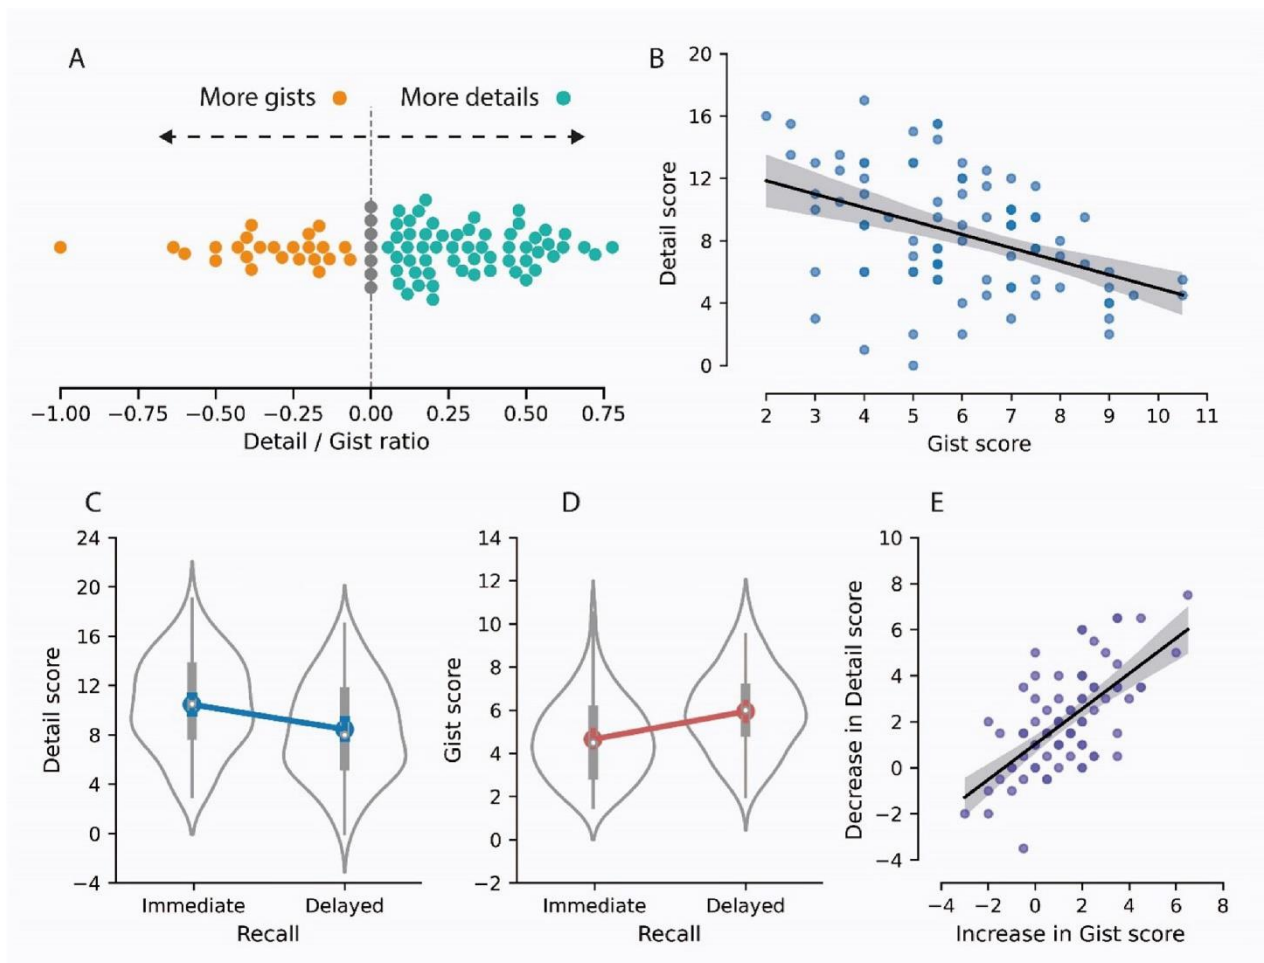 A
More gists
More details
−1.00 −0.75 −0.50 −0.25 0.00 0.25 0.50 0.75
Detail / Gist ratio
B
20
16
12
8
4
0
Detail score
2 3 4 5 6 7 8 9 10 11
Gist score
C
24
20
16
12
8
4
0
−4
Detail score
Immediate Delayed
Recall
D
14
12
10
8
6
4
2
0
−2
Gist score
Immediate Delayed
Recall
E
10
8
6
4
2
0
−2
−4
Decrease in Detail score
−4 −2 0 2 4 6 8
Increase in Gist score